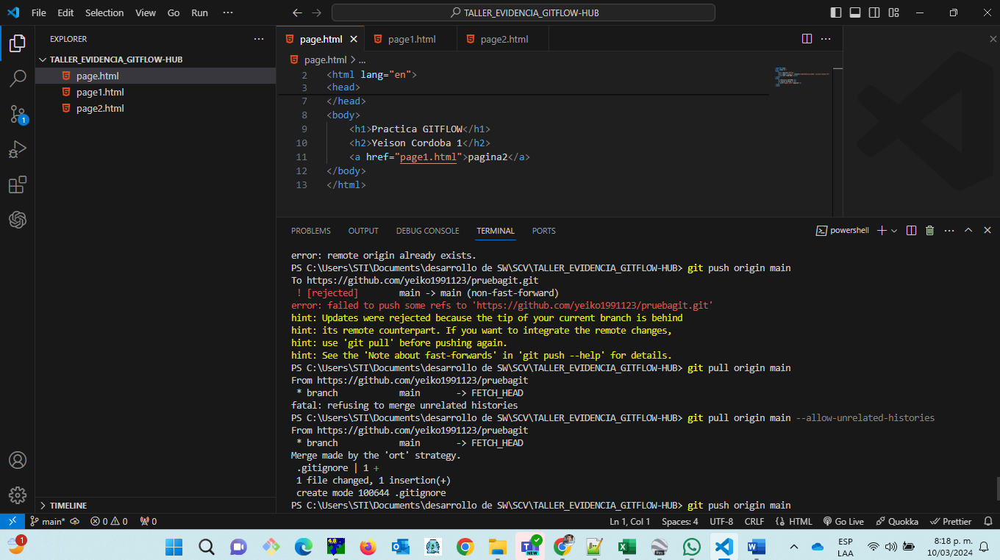 File Edit Selection View Go Run ··· TALLER_EVIDENCIA_GITFLOW-HUB
EXPLORER ···
TALLER_EVIDENCIA_GITFLOW-HUB
page.html
page1.html
page2.html
1
TIMELINE
page.html page1.html page2.html ···
page.html > ...
2 <html lang="en">
3 <head>
7 </head>
8 <body>
9 <h1>Practica GITFLOW</h1>
10 <h2>Yeison Cordoba 1</h2>
11 <a href="page1.html">pagina2</a>
12 </body>
13 </html>
PROBLEMS OUTPUT DEBUG CONSOLE TERMINAL PORTS powershell ···
error: remote origin already exists.
PS C:\Users\STI\Documents\desarrollo de SW\SCV\TALLER_EVIDENCIA_GITFLOW-HUB> git push origin main
To https://github.com/yeiko1991123/pruebagit.git
! [rejected] main -> main (non-fast-forward)
error: failed to push some refs to 'https://github.com/yeiko1991123/pruebagit.git'
hint: Updates were rejected because the tip of your current branch is behind
hint: its remote counterpart. If you want to integrate the remote changes,
hint: use 'git pull' before pushing again.
hint: See the 'Note about fast-forwards' in 'git push --help' for details.
PS C:\Users\STI\Documents\desarrollo de SW\SCV\TALLER_EVIDENCIA_GITFLOW-HUB> git pull origin main
From https://github.com/yeiko1991123/pruebagit
* branch main -> FETCH_HEAD
fatal: refusing to merge unrelated histories
PS C:\Users\STI\Documents\desarrollo de SW\SCV\TALLER_EVIDENCIA_GITFLOW-HUB> git pull origin main --allow-unrelated-histories
From https://github.com/yeiko1991123/pruebagit
* branch main -> FETCH_HEAD
Merge made by the 'ort' strategy.
.gitignore | 1 +
1 file changed, 1 insertion(+)
create mode 100644 .gitignore
PS C:\Users\STI\Documents\desarrollo de SW\SCV\TALLER_EVIDENCIA_GITFLOW-HUB> git push origin main
main* 0 0 0 Ln 1, Col 1 Spaces: 4 UTF-8 CRLF HTML Go Live Quokka Prettier
1 4.0 NEW Pro ESP 8:18 p. m.
LAA 10/03/2024